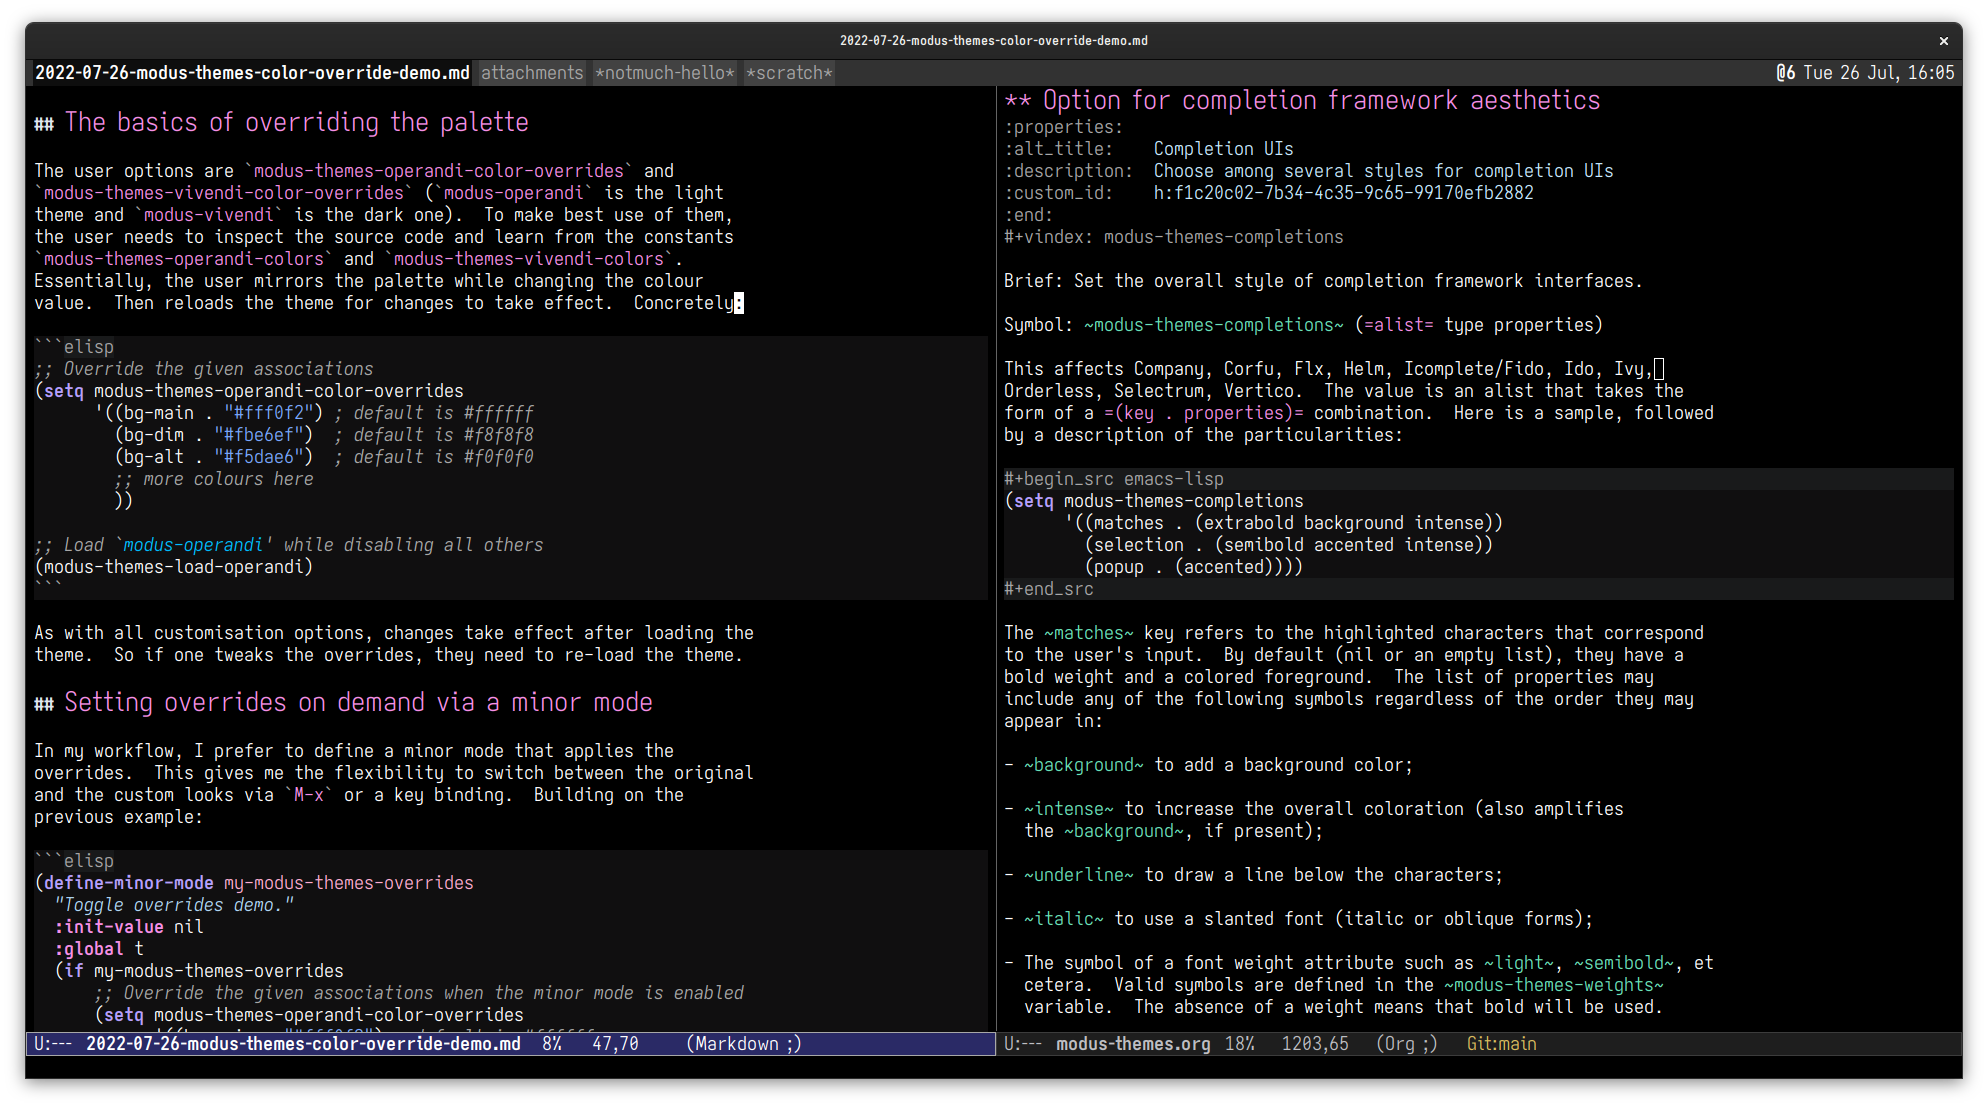 2022-07-26-modus-themes-color-override-demo.md ×
2022-07-26-modus-themes-color-override-demo.md attachments *notmuch-hello* *scratch* @6 Tue 26 Jul, 16:05
## The basics of overriding the palette
The user options are `modus-themes-operandi-color-overrides` and
`modus-themes-vivendi-color-overrides` (`modus-operandi` is the light
theme and `modus-vivendi` is the dark one).  To make best use of them,
the user needs to inspect the source code and learn from the constants
`modus-themes-operandi-colors` and `modus-themes-vivendi-colors`.
Essentially, the user mirrors the palette while changing the colour
value.  Then reloads the theme for changes to take effect.  Concretely:
```elisp
;; Override the given associations
(setq modus-themes-operandi-color-overrides
      '((bg-main . "#fff0f2") ; default is #ffffff
        (bg-dim . "#fbe6ef")  ; default is #f8f8f8
        (bg-alt . "#f5dae6")  ; default is #f0f0f0
        ;; more colours here
        ))
;; Load `modus-operandi' while disabling all others
(modus-themes-load-operandi)
```
As with all customisation options, changes take effect after loading the
theme.  So if one tweaks the overrides, they need to re-load the theme.
## Setting overrides on demand via a minor mode
In my workflow, I prefer to define a minor mode that applies the
overrides.  This gives me the flexibility to switch between the original
and the custom looks via `M-x` or a key binding.  Building on the
previous example:
```elisp
(define-minor-mode my-modus-themes-overrides
  "Toggle overrides demo."
  :init-value nil
  :global t
  (if my-modus-themes-overrides
      ;; Override the given associations when the minor mode is enabled
      (setq modus-themes-operandi-color-overrides
U:---  2022-07-26-modus-themes-color-override-demo.md  8%   47,70     (Markdown ;)
** Option for completion framework aesthetics
:properties:
:alt_title:    Completion UIs
:description:  Choose among several styles for completion UIs
:custom_id:    h:f1c20c02-7b34-4c35-9c65-99170efb2882
:end:
#+vindex: modus-themes-completions
Brief: Set the overall style of completion framework interfaces.
Symbol: ~modus-themes-completions~ (=alist= type properties)
This affects Company, Corfu, Flx, Helm, Icomplete/Fido, Ido, Ivy,
Orderless, Selectrum, Vertico.  The value is an alist that takes the
form of a =(key . properties)= combination.  Here is a sample, followed
by a description of the particularities:
#+begin_src emacs-lisp
(setq modus-themes-completions
      '((matches . (extrabold background intense))
        (selection . (semibold accented intense))
        (popup . (accented))))
#+end_src
The ~matches~ key refers to the highlighted characters that correspond
to the user's input.  By default (nil or an empty list), they have a
bold weight and a colored foreground.  The list of properties may
include any of the following symbols regardless of the order they may
appear in:
- ~background~ to add a background color;
- ~intense~ to increase the overall coloration (also amplifies
  the ~background~, if present);
- ~underline~ to draw a line below the characters;
- ~italic~ to use a slanted font (italic or oblique forms);
- The symbol of a font weight attribute such as ~light~, ~semibold~, et
  cetera.  Valid symbols are defined in the ~modus-themes-weights~
  variable.  The absence of a weight means that bold will be used.
U:---  modus-themes.org  18%   1203,65   (Org ;)   Git:main